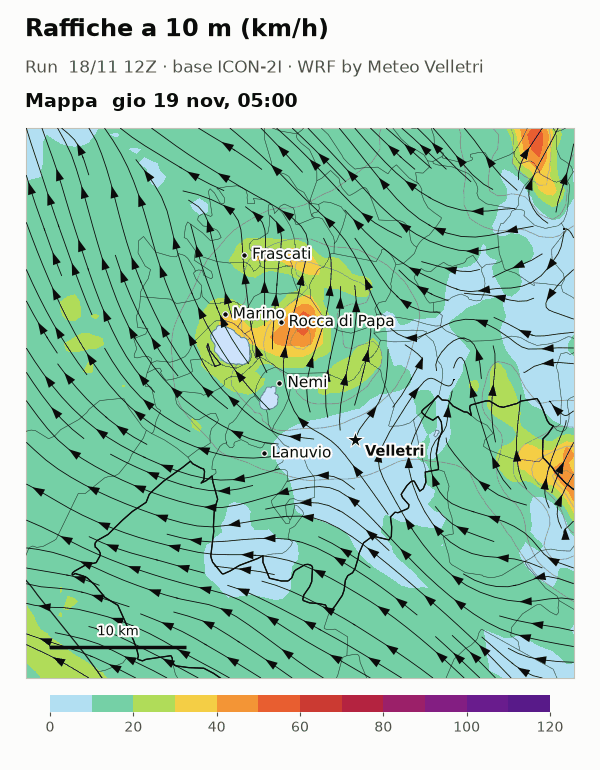 Raffiche a 10 m (km/h)
Run  18/11 12Z · base ICON-2I · WRF by Meteo Velletri
Mappa  gio 19 nov, 05:00
Frascati
Marino
Rocca di Papa
Nemi
Velletri
Lanuvio
10 km
0 20 40 60 80 100 120